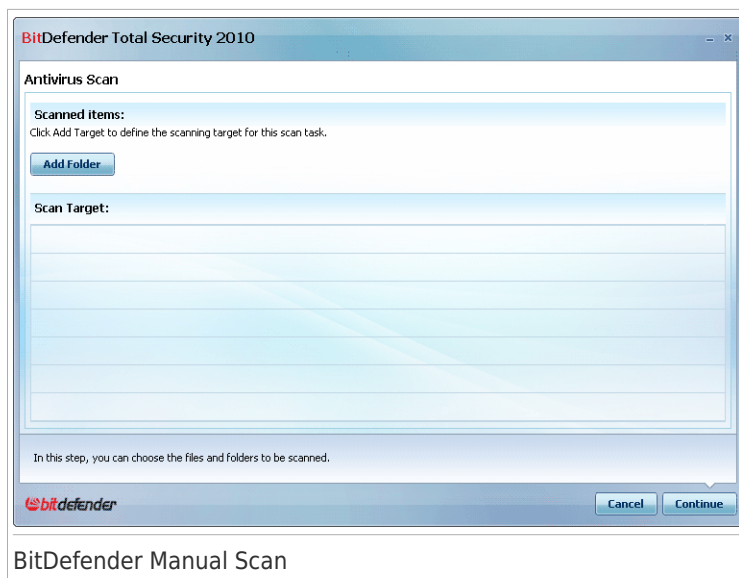 BitDefender Total Security 2010
Antivirus Scan
Scanned items:
Click Add Target to define the scanning target for this scan task.
Add Folder
Scan Target:
In this step, you can choose the files and folders to be scanned.
bitdefender
Cancel Continue
BitDefender Manual Scan